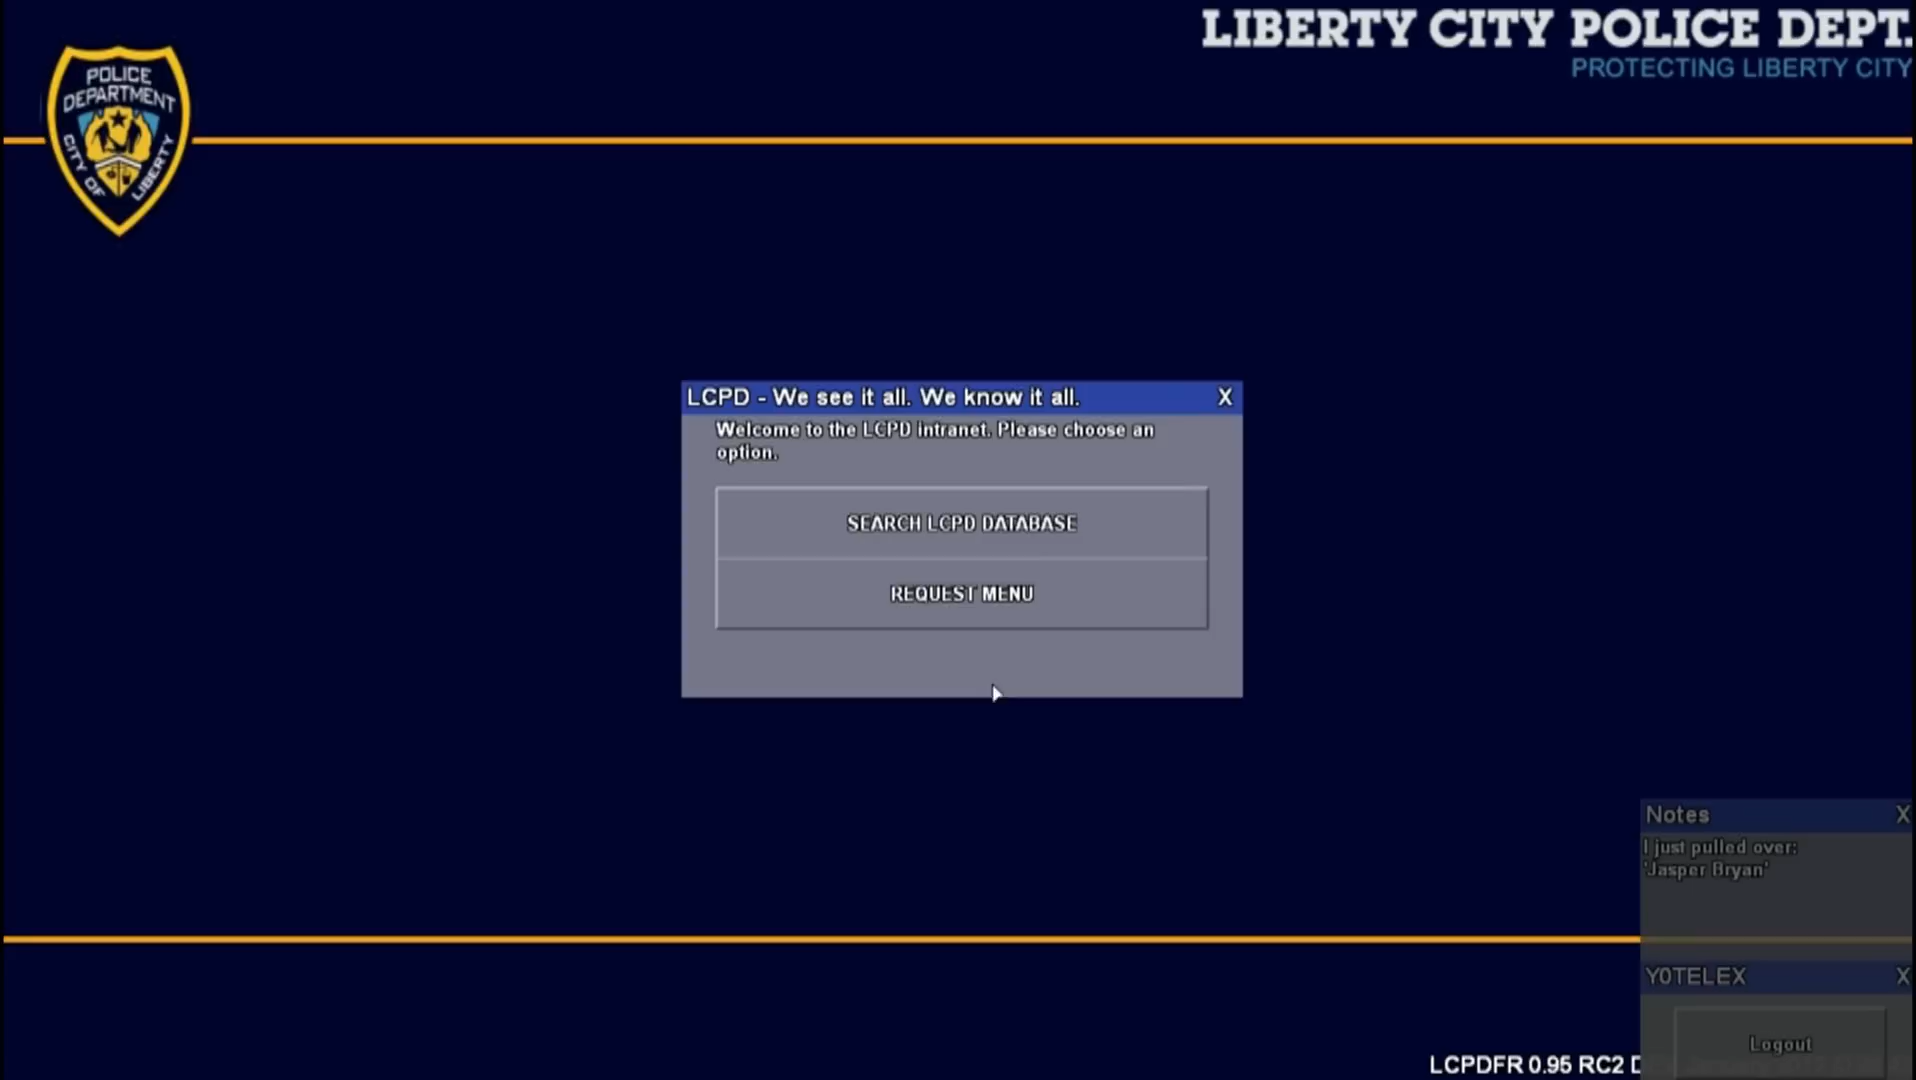 LIBERTY CITY POLICE DEPT.
PROTECTING LIBERTY CITY
POLICE
DEPARTMENT
CITY OF
LIBERTY
LCPD - We see it all. We know it all. X
Welcome to the LCPD intranet. Please choose an
option.
SEARCH LCPD DATABASE
REQUEST MENU
Notes X
I just pulled over:
'Jasper Bryan'
Y0TELEX X
Logout
LCPDFR 0.95 RC2